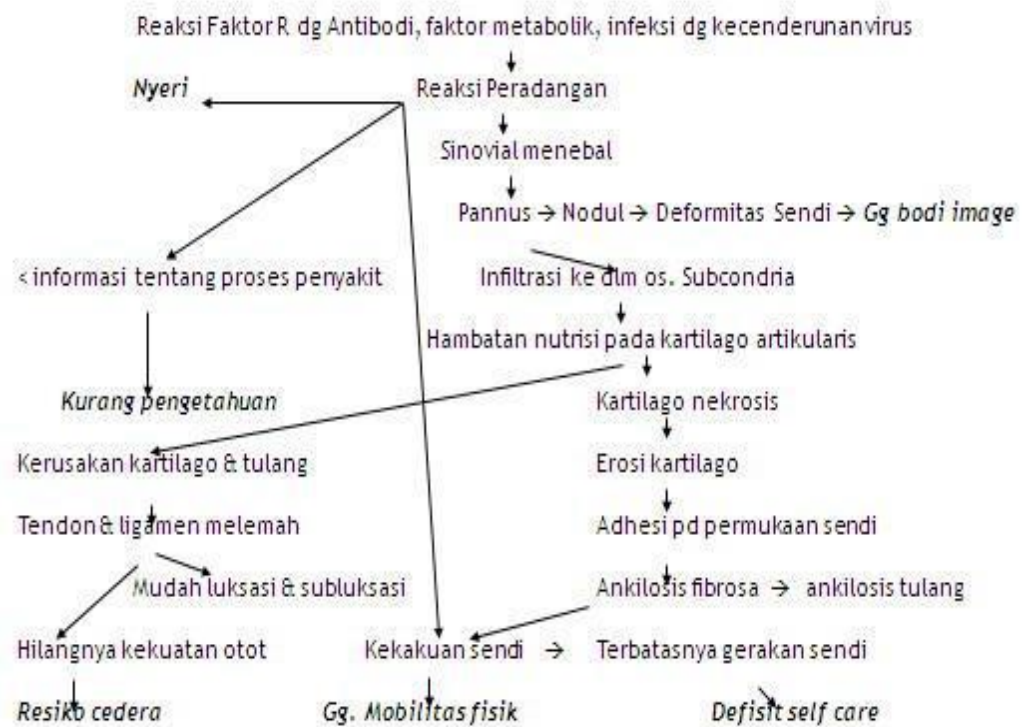 Reaksi Faktor R dg Antibodi, faktor metabolik, infeksi dg kecenderunan virus
Nyeri
Reaksi Peradangan
Sinovial menebal
Pannus → Nodul → Deformitas Sendi → Gg bodi image
< informasi tentang proses penyakit
Infiltrasi ke dlm os. Subcondria
Hambatan nutrisi pada kartilago artikularis
Kurang pengetahuan
Kartilago nekrosis
Kerusakan kartilago & tulang
Erosi kartilago
Tendon & ligamen melemah
Adhesi pd permukaan sendi
Mudah luksasi & subluksasi
Ankilosis fibrosa → ankilosis tulang
Hilangnya kekuatan otot
Kekakuan sendi → Terbatasnya gerakan sendi
Resiko cedera
Gg. Mobilitas fisik
Defisit self care